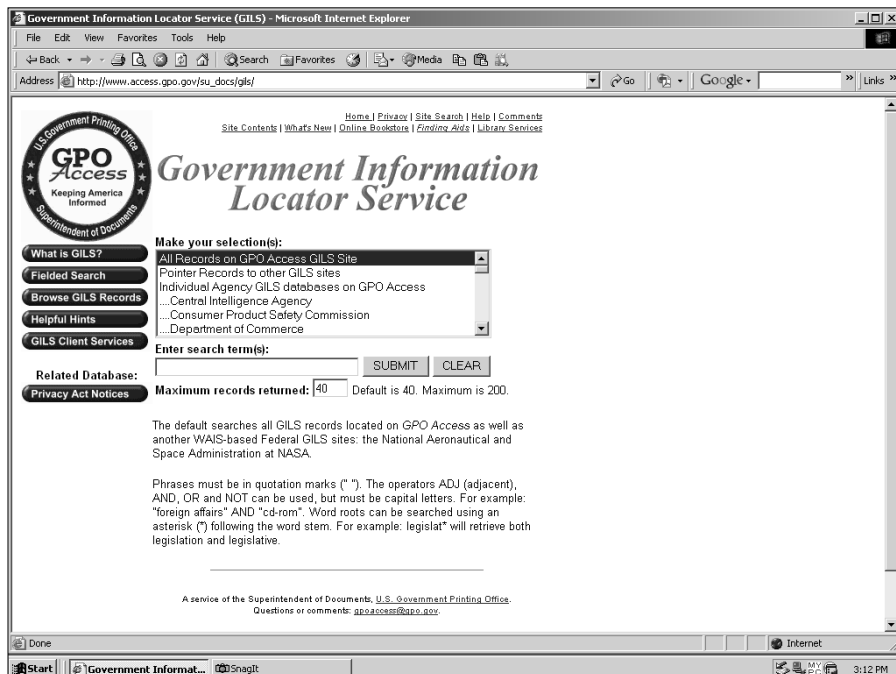 Government Information Locator Service (GILS) - Microsoft Internet Explorer
File Edit View Favorites Tools Help
Back Search Favorites Media
Address http://www.access.gpo.gov/su_docs/gils/ Go Google Links »
Home | Privacy | Site Search | Help | Comments
Site Contents | What's New | Online Bookstore | Finding Aids | Library Services
U.S. Government Printing Office
GPO
Access
Keeping America
Informed
Superintendent of Documents
Government Information
Locator Service
What is GILS?
Fielded Search
Browse GILS Records
Helpful Hints
GILS Client Services
Related Database:
Privacy Act Notices
Make your selection(s):
All Records on GPO Access GILS Site
Pointer Records to other GILS sites
Individual Agency GILS databases on GPO Access
....Central Intelligence Agency
....Consumer Product Safety Commission
....Department of Commerce
Enter search term(s):
SUBMIT CLEAR
Maximum records returned: 40 Default is 40. Maximum is 200.
The default searches all GILS records located on GPO Access as well as
another WAIS-based Federal GILS sites: the National Aeronautical and
Space Administration at NASA.
Phrases must be in quotation marks (" "). The operators ADJ (adjacent),
AND, OR and NOT can be used, but must be capital letters. For example:
"foreign affairs" AND "cd-rom". Word roots can be searched using an
asterisk (*) following the word stem. For example: legislat* will retrieve both
legislation and legislative.
A service of the Superintendent of Documents, U.S. Government Printing Office.
Questions or comments: gpoaccess@gpo.gov.
Done Internet
Start Government Informat... SnagIt MY PC 3:12 PM